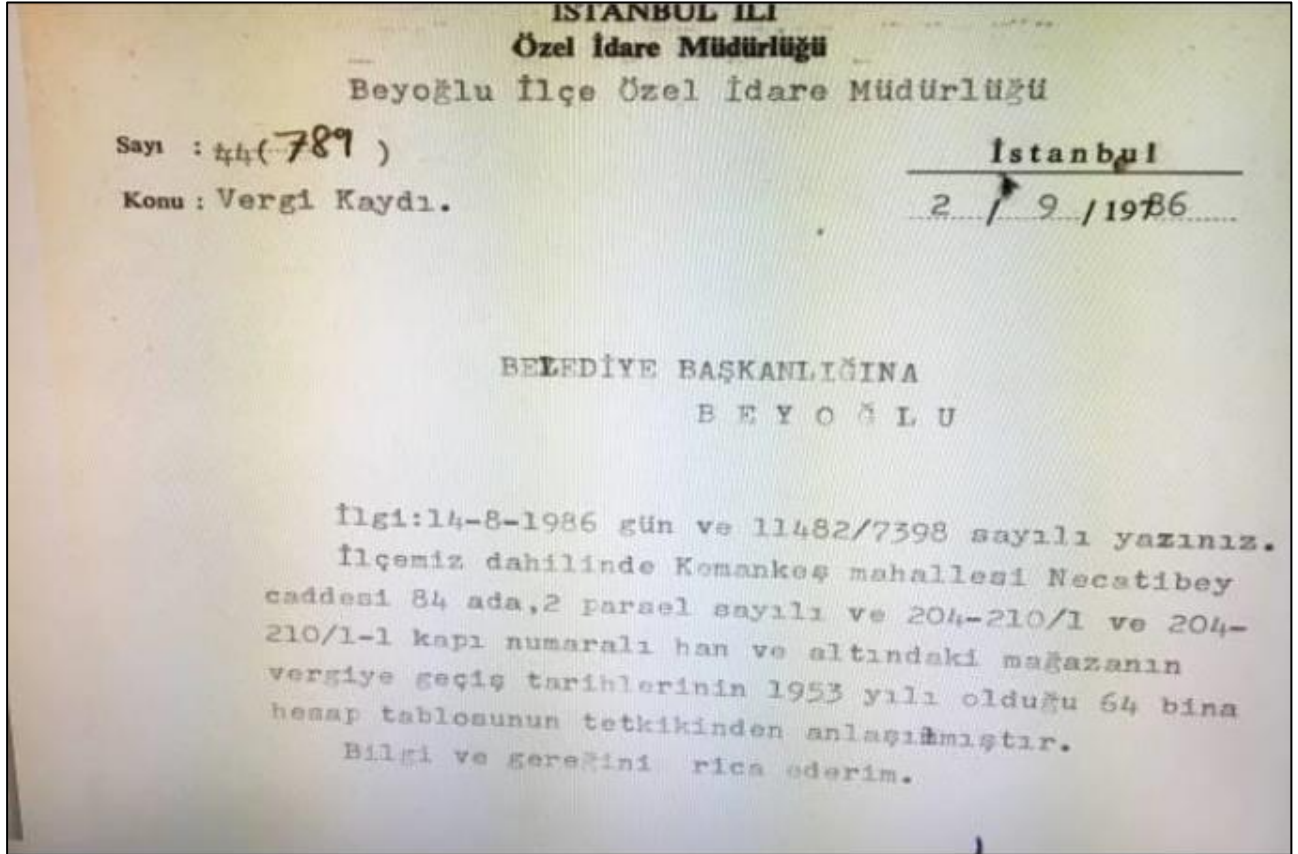 İSTANBUL İLİ
Özel İdare Müdürlüğü
Beyoğlu İlçe Özel İdare Müdürlüğü
Sayı : 44(789 )
İstanbul
Konu : Vergi Kaydı.
2 / 9 / 1986
BELEDİYE BAŞKANLIĞINA
B E Y O Ğ L U
İlgi:14-8-1986 gün ve 11482/7398 sayılı yazınız.
İlçemiz dahilinde Komankeş mahallesi Necatibey
caddesi 84 ada,2 parsel sayılı ve 204-210/1 ve 204-
210/1-1 kapı numaralı han ve altındaki mağazanın
vergiye geçiş tarihlerinin 1953 yılı olduğu 64 bina
hesap tablosunun tetkikinden anlaşılmıştır.
Bilgi ve gereğini rica ederim.